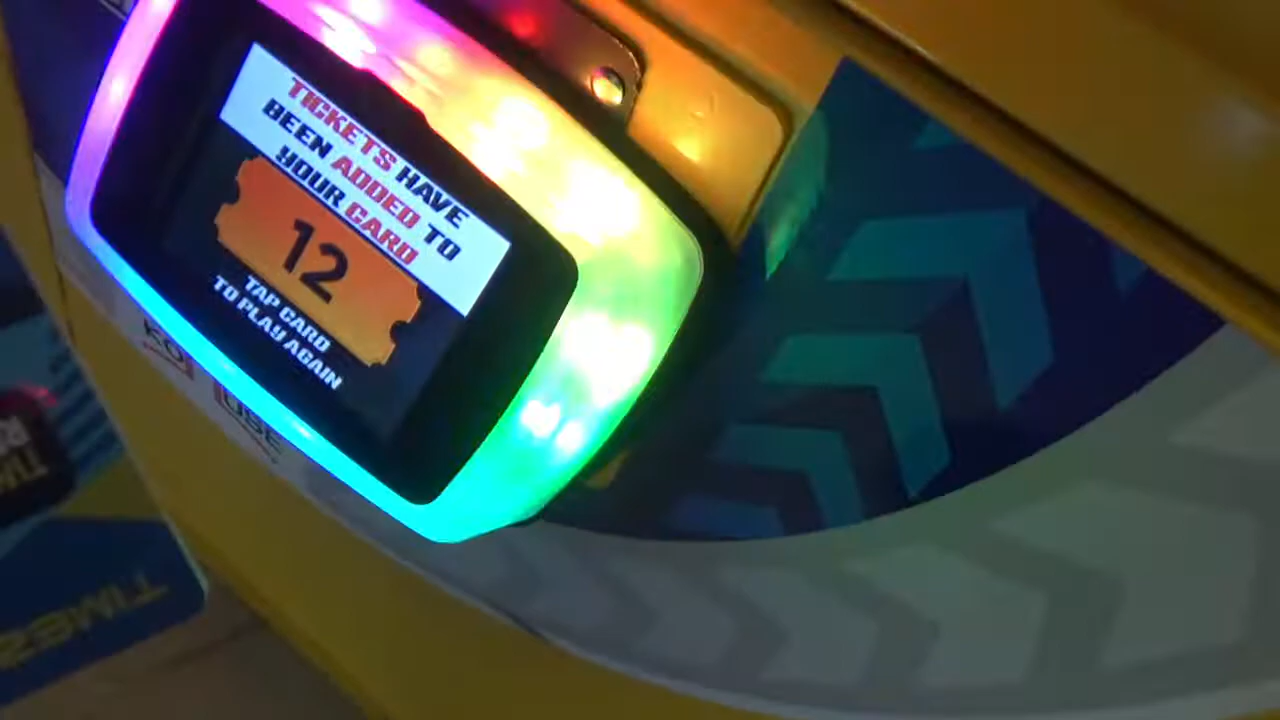 TICKETS HAVE
BEEN ADDED TO
YOUR CARD
12
TAP CARD
TO PLAY AGAIN